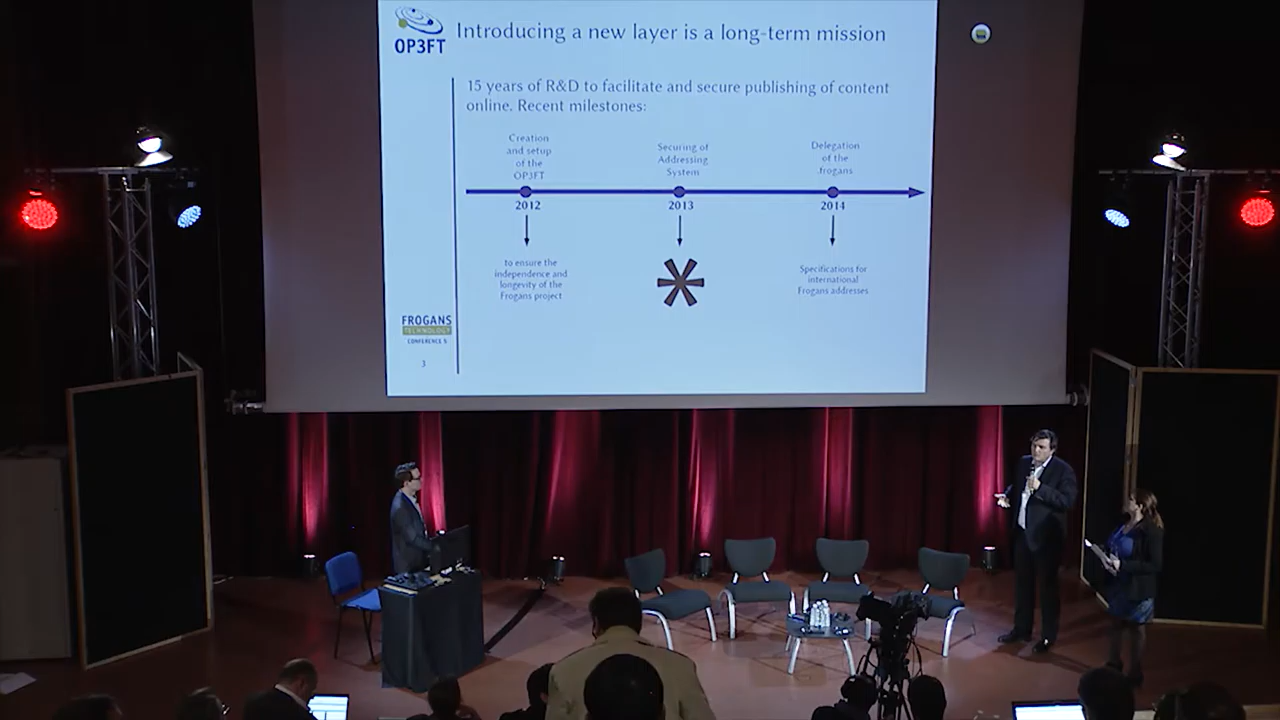 OP3FT
Introducing a new layer is a long-term mission
15 years of R&D to facilitate and secure publishing of content
online. Recent milestones:
Creation
and setup
of the
OP3FT
Securing of
Addressing
System
Delegation
of the
.frogans
2012
2013
2014
to ensure the
independence and
longevity of the
Frogans project
Specifications for
international
Frogans addresses
FROGANS
TECHNOLOGY
CONFERENCE 5
3